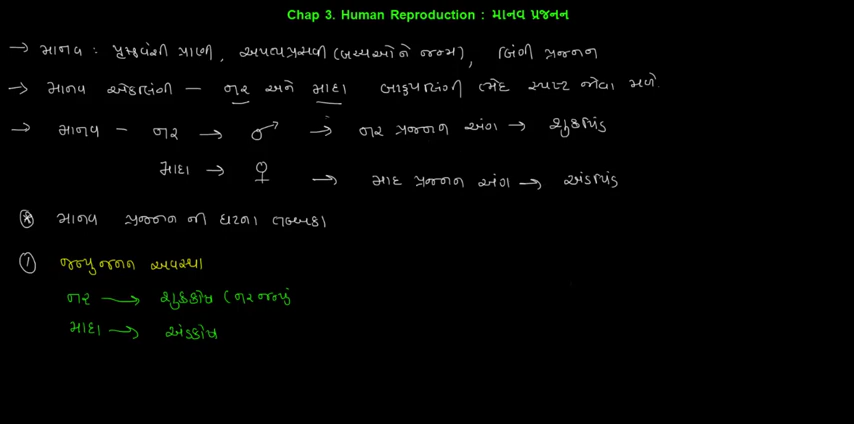 Chap 3. Human Reproduction : માનવ પ્રજનન
→ માનવ : પૃષ્ઠવંશી પ્રાણી, અપત્યપ્રસવી (બચ્ચાઓને જન્મ), લિંગી પ્રજનન
→ માનવ એકલિંગી - નર અને માદા બાહ્યલિંગી ભેદ સ્પષ્ટ જોવા મળે.
→ માનવ - નર → ♂ → નર પ્રજનન અંગ → શુક્રપિંડ
માદા → ♀ → માદ પ્રજનન અંગ → અંડપિંડ
* માનવ પ્રજનન ની ઘટના તબક્કા
① જન્યુજનન અવસ્થા
નર → શુક્રકોષ (નરજન્યું
માદા → અંડકોષ